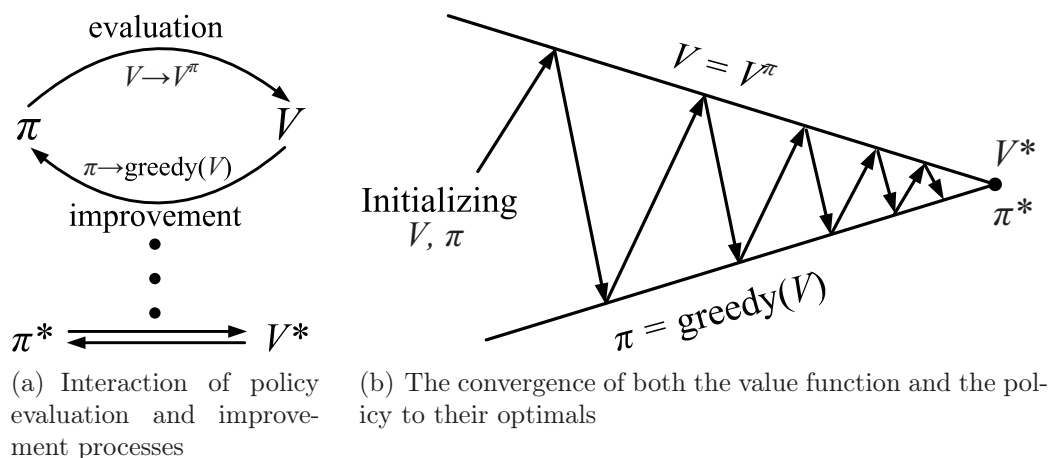 evaluation
V→V^π
π
V
π→greedy(V)
improvement
π*
V*
(a) Interaction of policy
evaluation and improve-
ment processes
V = V^π
Initializing
V, π
V*
π*
π = greedy(V)
(b) The convergence of both the value function and the pol-
icy to their optimals